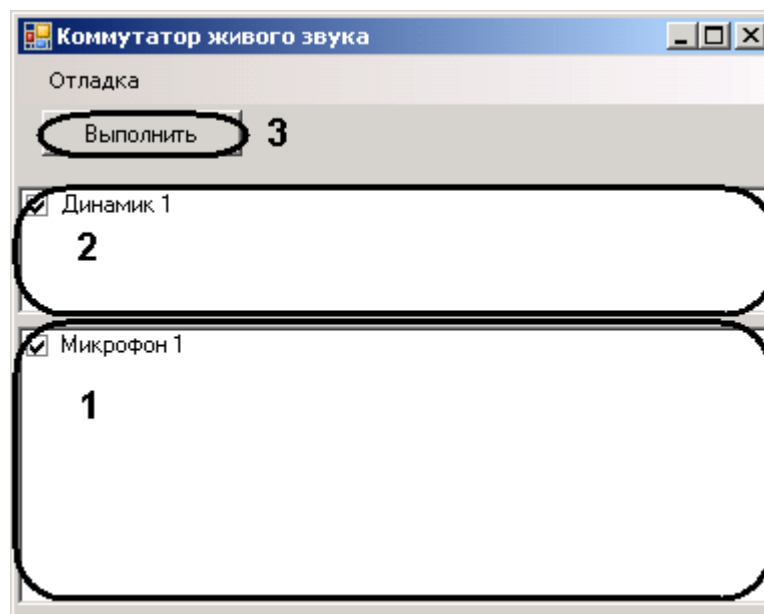 Коммутатор живого звука
Отладка
Выполнить 3
Динамик 1
2
Микрофон 1
1